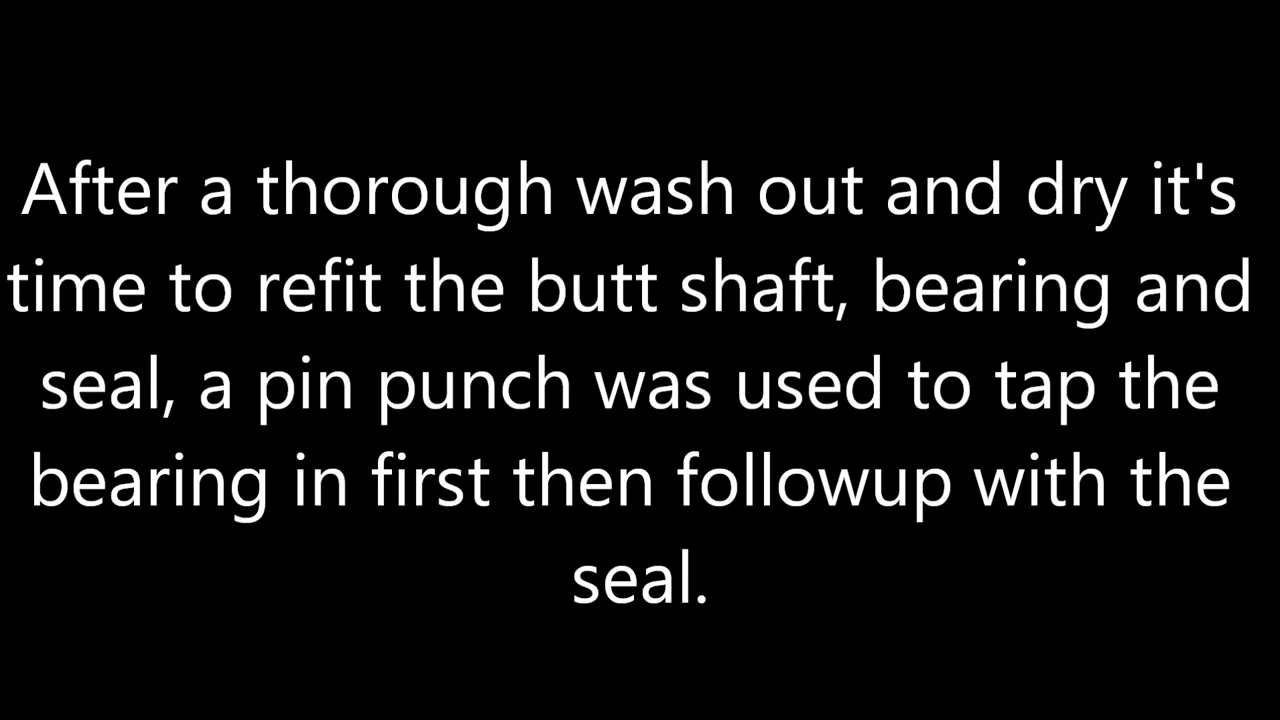 After a thorough wash out and dry it's
time to refit the butt shaft, bearing and
seal, a pin punch was used to tap the
bearing in first then followup with the
seal.